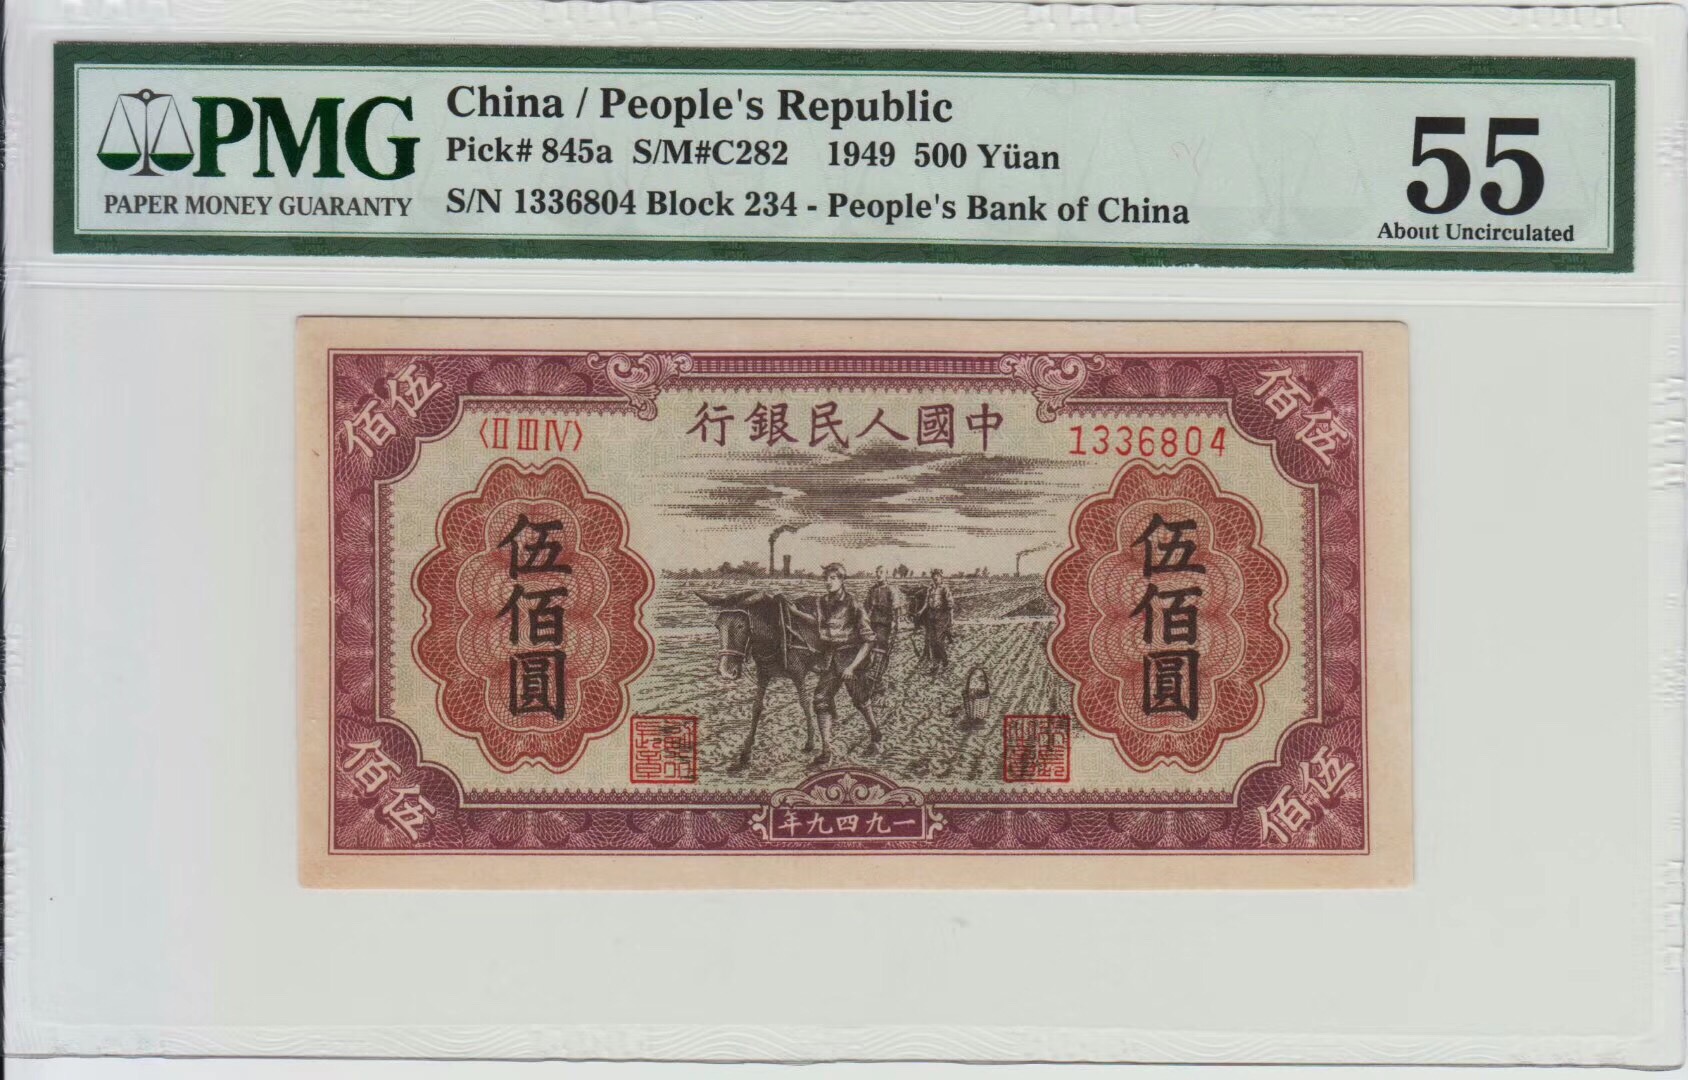 PMG
PAPER MONEY GUARANTY
China / People's Republic
Pick# 845a S/M#C282 1949 500 Yüan
S/N 1336804 Block 234 - People's Bank of China
55
About Uncirculated
伍佰
佰伍
行銀民人國中
〈II III IV〉
1336804
伍佰圓
伍佰圓
佰伍
伍佰
年九四九一